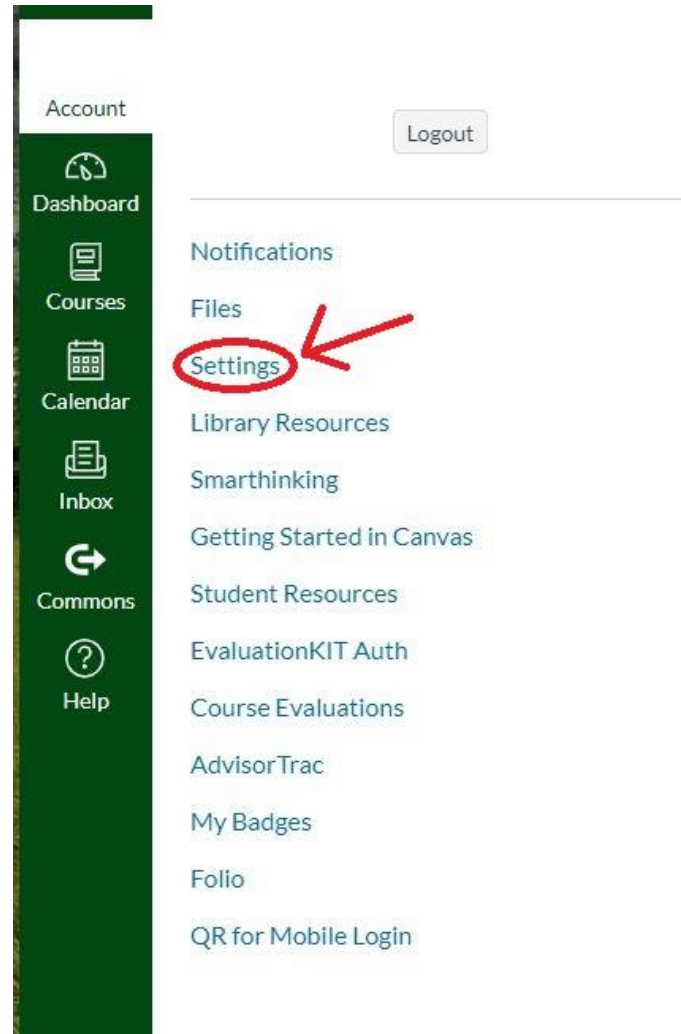 Account
Dashboard
Courses
Calendar
Inbox
Commons
Help
Logout
Notifications
Files
Settings
Library Resources
Smarthinking
Getting Started in Canvas
Student Resources
EvaluationKIT Auth
Course Evaluations
AdvisorTrac
My Badges
Folio
QR for Mobile Login